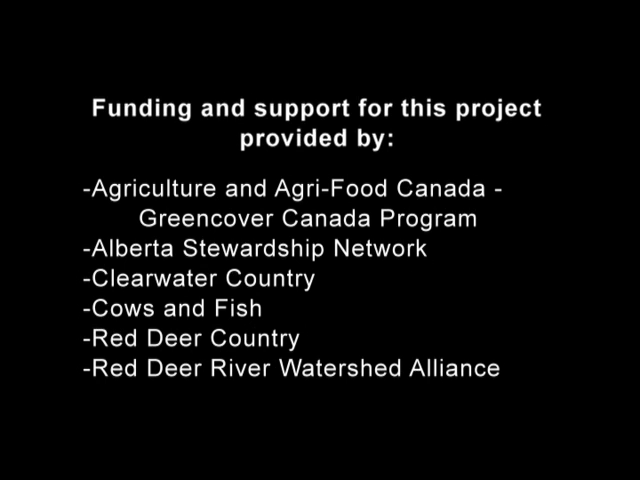 Funding and support for this project
provided by:
-Agriculture and Agri-Food Canada -
Greencover Canada Program
-Alberta Stewardship Network
-Clearwater Country
-Cows and Fish
-Red Deer Country
-Red Deer River Watershed Alliance